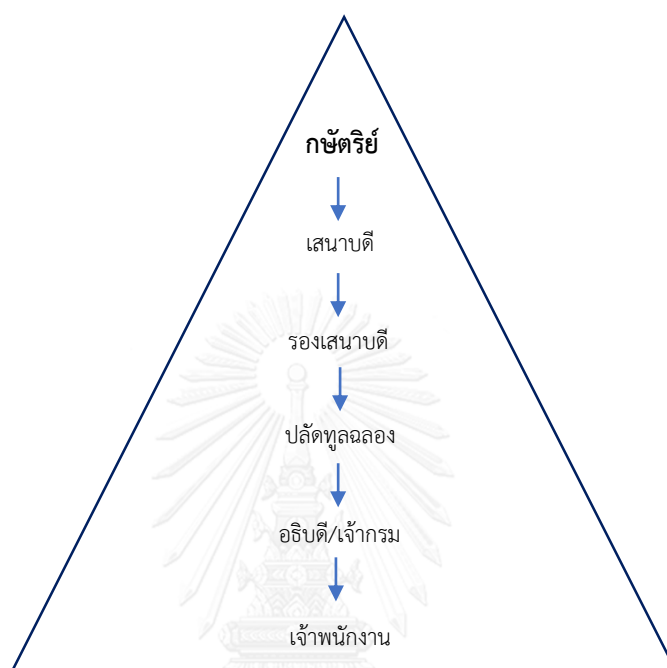 กษัตริย์
เสนาบดี
รองเสนาบดี
ปลัดทูลฉลอง
อธิบดี/เจ้ากรม
เจ้าพนักงาน